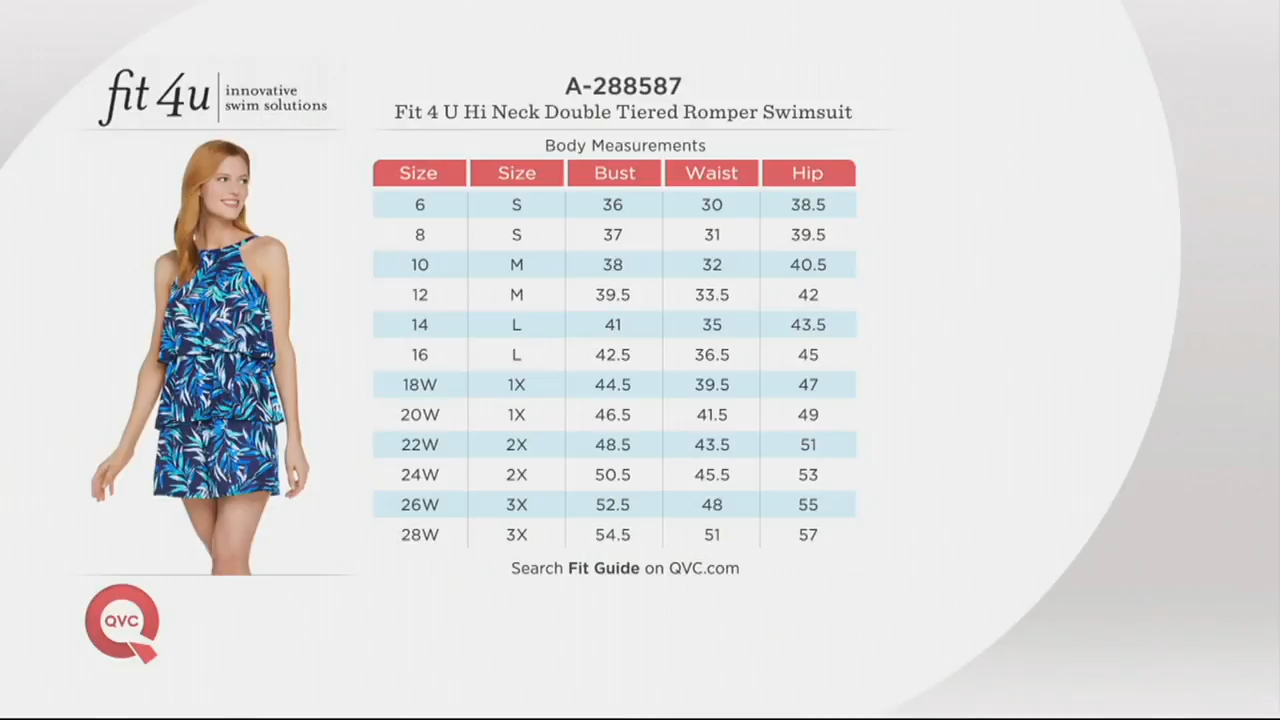 fit 4u
innovative
swim solutions
A-288587
Fit 4 U Hi Neck Double Tiered Romper Swimsuit
Body Measurements
Size Size Bust Waist Hip
6 S 36 30 38.5
8 S 37 31 39.5
10 M 38 32 40.5
12 M 39.5 33.5 42
14 L 41 35 43.5
16 L 42.5 36.5 45
18W 1X 44.5 39.5 47
20W 1X 46.5 41.5 49
22W 2X 48.5 43.5 51
24W 2X 50.5 45.5 53
26W 3X 52.5 48 55
28W 3X 54.5 51 57
Search Fit Guide on QVC.com
QVC